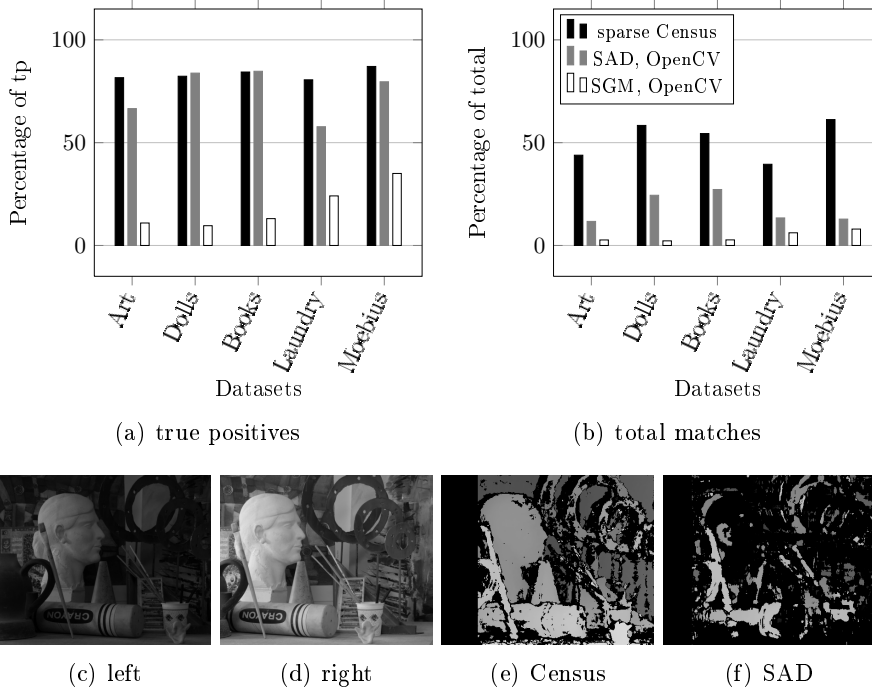 100
50
0
Percentage of tp
Art
Dolls
Books
Laundry
Moebius
Datasets
(a) true positives
100
50
0
Percentage of total
sparse Census
SAD, OpenCV
SGM, OpenCV
Art
Dolls
Books
Laundry
Moebius
Datasets
(b) total matches
CRAYON
CRAYON
(c) left
(d) right
(e) Census
(f) SAD